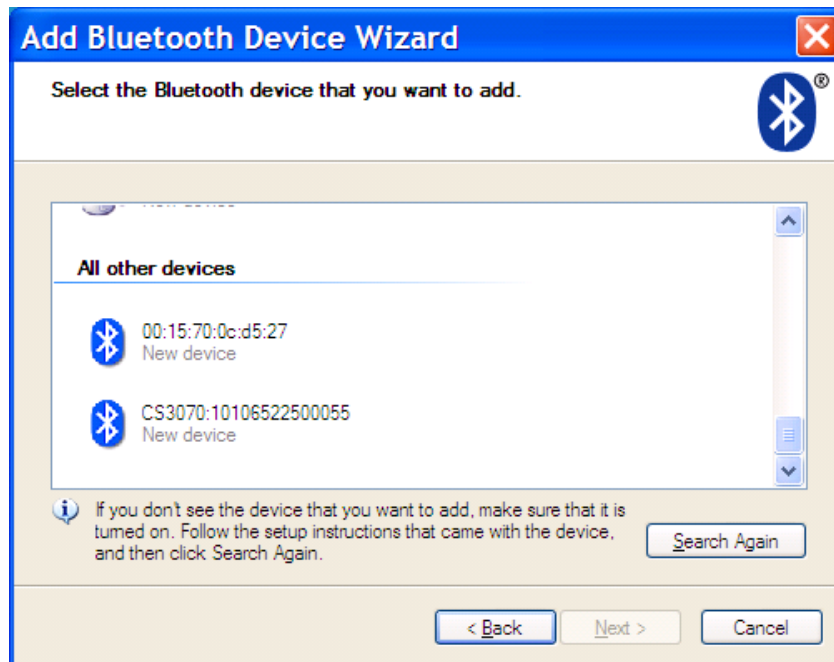 Add Bluetooth Device Wizard
Select the Bluetooth device that you want to add.
®
All other devices
00:15:70:0c:d5:27
New device
CS3070:10106522500055
New device
If you don't see the device that you want to add, make sure that it is
turned on. Follow the setup instructions that came with the device,
and then click Search Again.
Search Again
< Back
Next >
Cancel